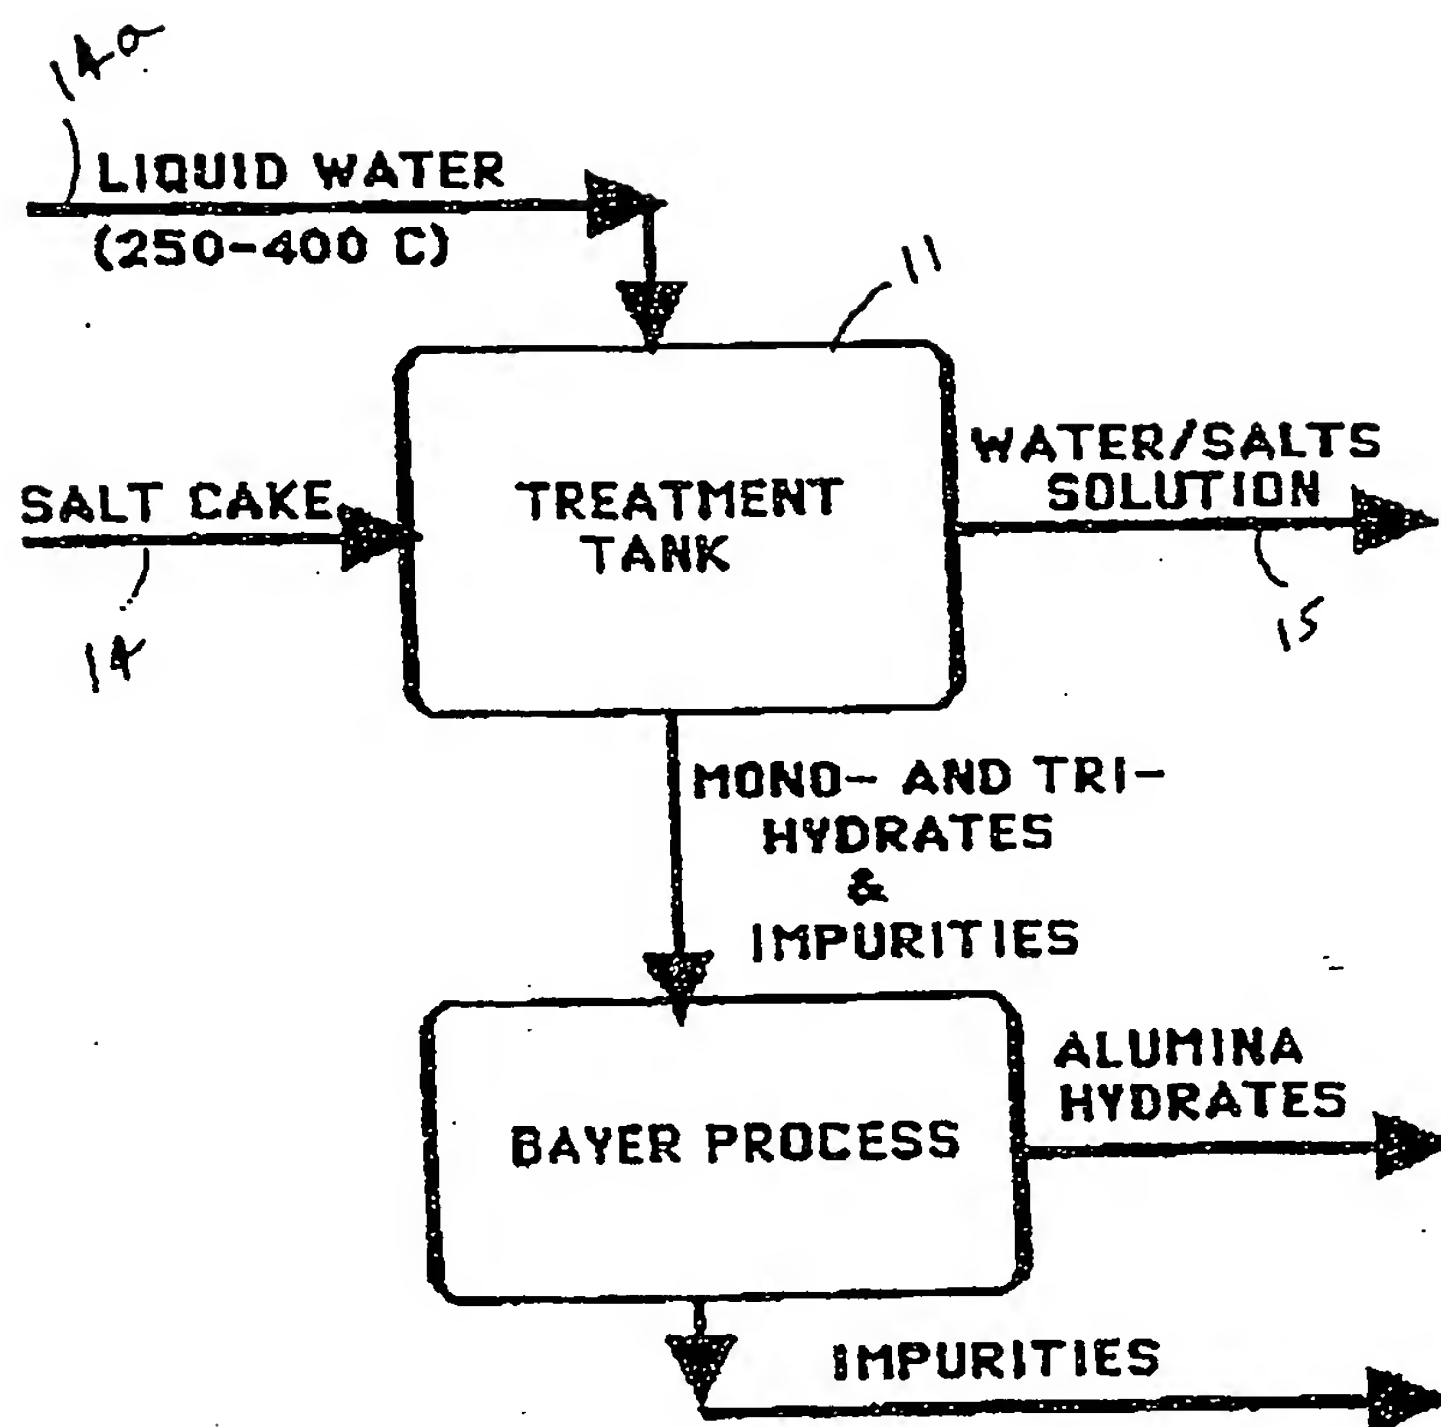 14a
LIQUID WATER
(250-400 C)
11
SALT CAKE
14
TREATMENT
TANK
WATER/SALTS
SOLUTION
15
MONO- AND TRI-
HYDRATES
&
IMPURITIES
BAYER PROCESS
ALUMINA
HYDRATES
IMPURITIES